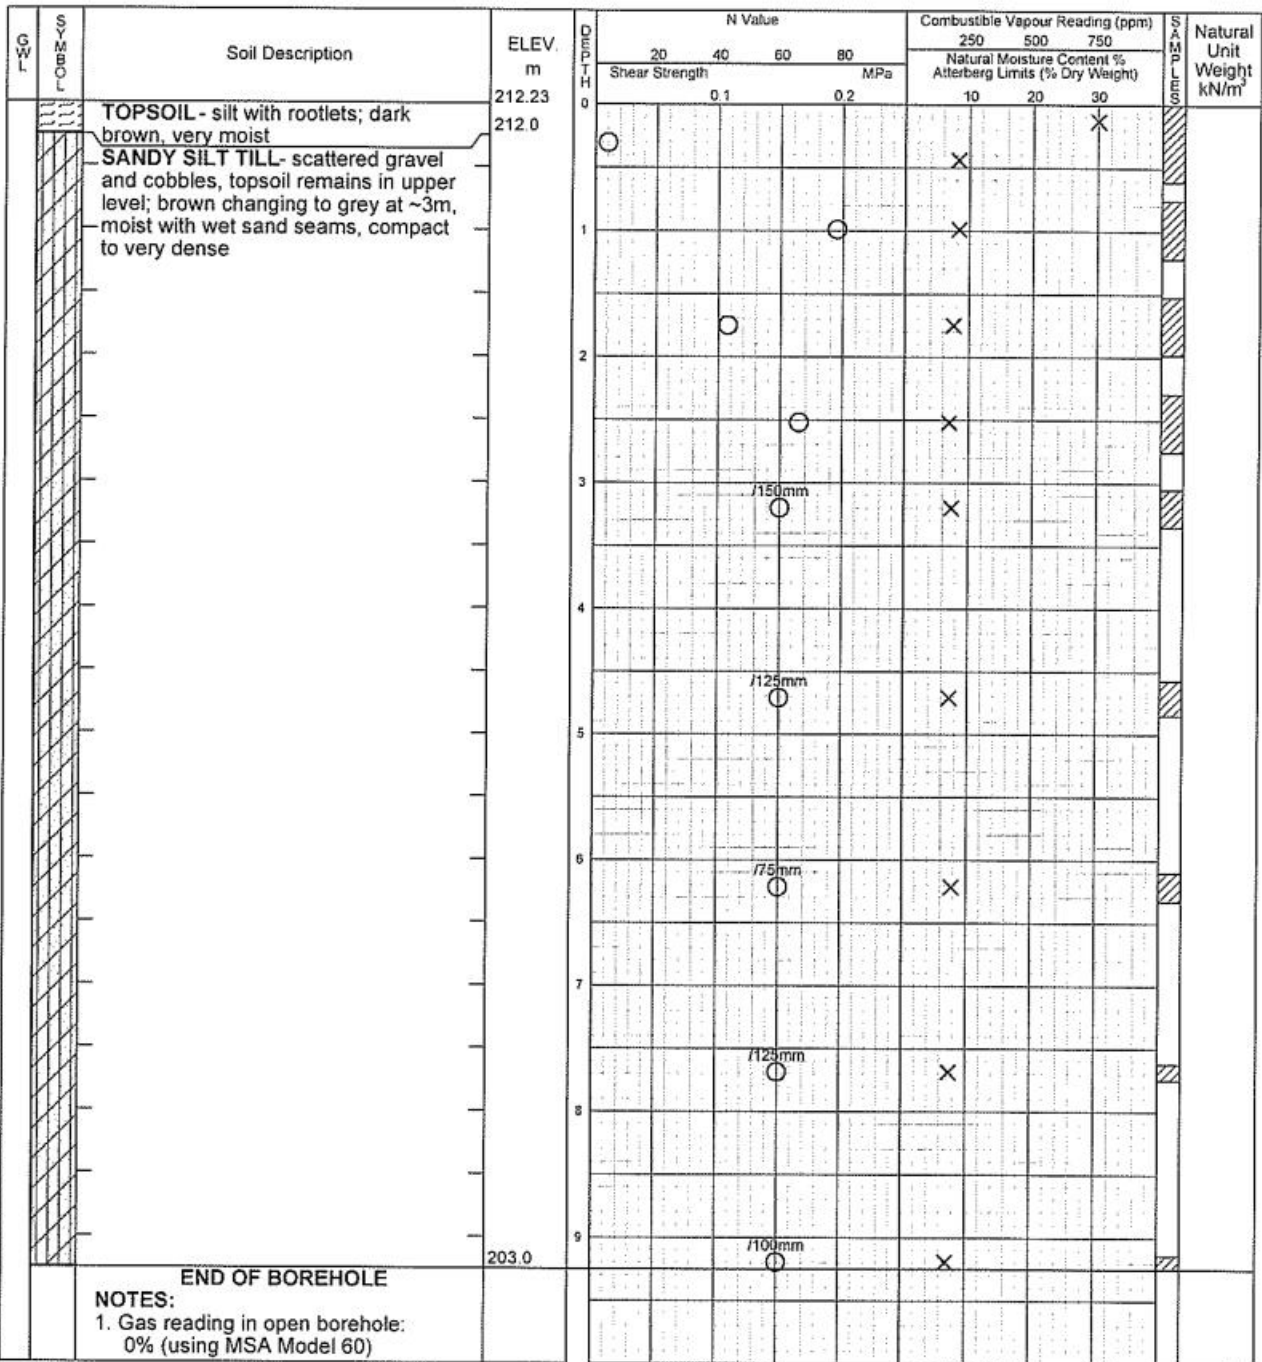 GWL
SYMBOL
Soil Description
ELEV.
m
DEPTH
N Value
20 40 60 80
Shear Strength MPa
0.1 0.2
Combustible Vapour Reading (ppm)
250 500 750
Natural Moisture Content %
Atterberg Limits (% Dry Weight)
10 20 30
SAMPLES
Natural
Unit
Weight
kN/m³
212.23
0
TOPSOIL - silt with rootlets; dark
brown, very moist
212.0
SANDY SILT TILL- scattered gravel
and cobbles, topsoil remains in upper
level; brown changing to grey at ~3m,
moist with wet sand seams, compact
to very dense
1
2
3
/150mm
4
/125mm
5
6
/75mm
7
/125mm
8
9
/100mm
203.0
END OF BOREHOLE
NOTES:
1. Gas reading in open borehole:
0% (using MSA Model 60)